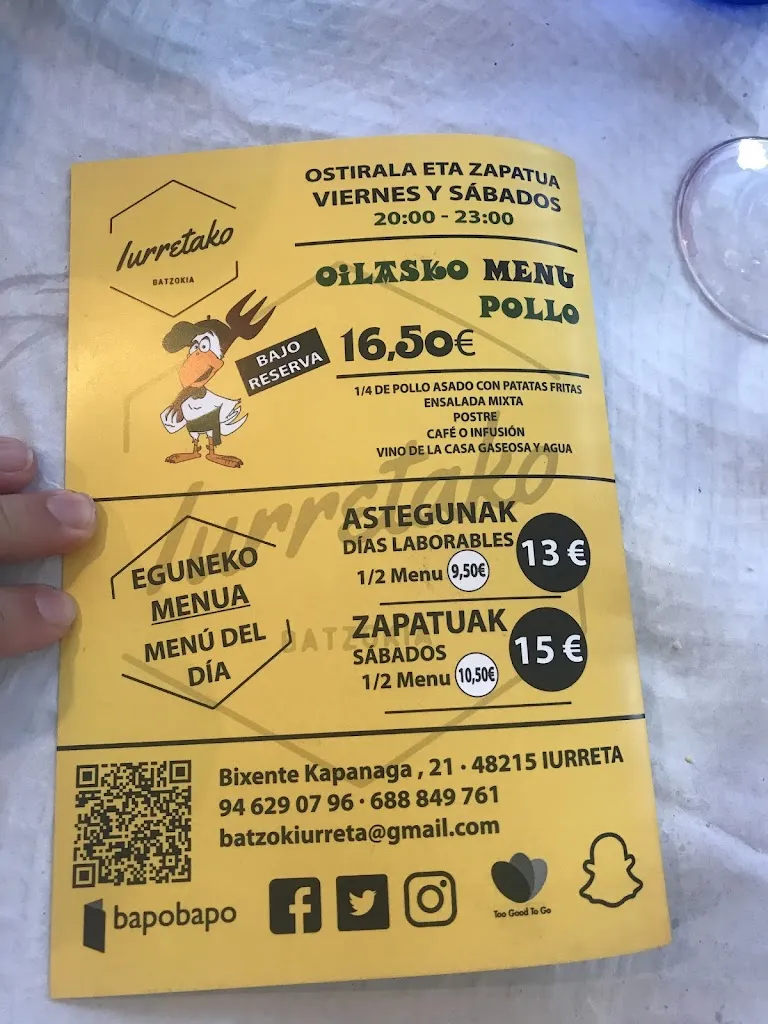 Iurretako
BATZOKIA
OSTIRALA ETA ZAPATUA
VIERNES Y SÁBADOS
20:00 - 23:00
OiLASKO MENU
POLLO
BAJO
RESERVA
16,50€
1/4 DE POLLO ASADO CON PATATAS FRITAS
ENSALADA MIXTA
POSTRE
CAFÉ O INFUSIÓN
VINO DE LA CASA GASEOSA Y AGUA
Iurretako
BATZOKIA
EGUNEKO
MENUA
MENÚ DEL
DÍA
ASTEGUNAK
DÍAS LABORABLES
13 €
1/2 Menu 9,50€
ZAPATUAK
SÁBADOS
15 €
1/2 Menu 10,50€
Bixente Kapanaga , 21 · 48215 IURRETA
94 629 07 96 · 688 849 761
batzokiurreta@gmail.com
bapobapo
Too Good To Go